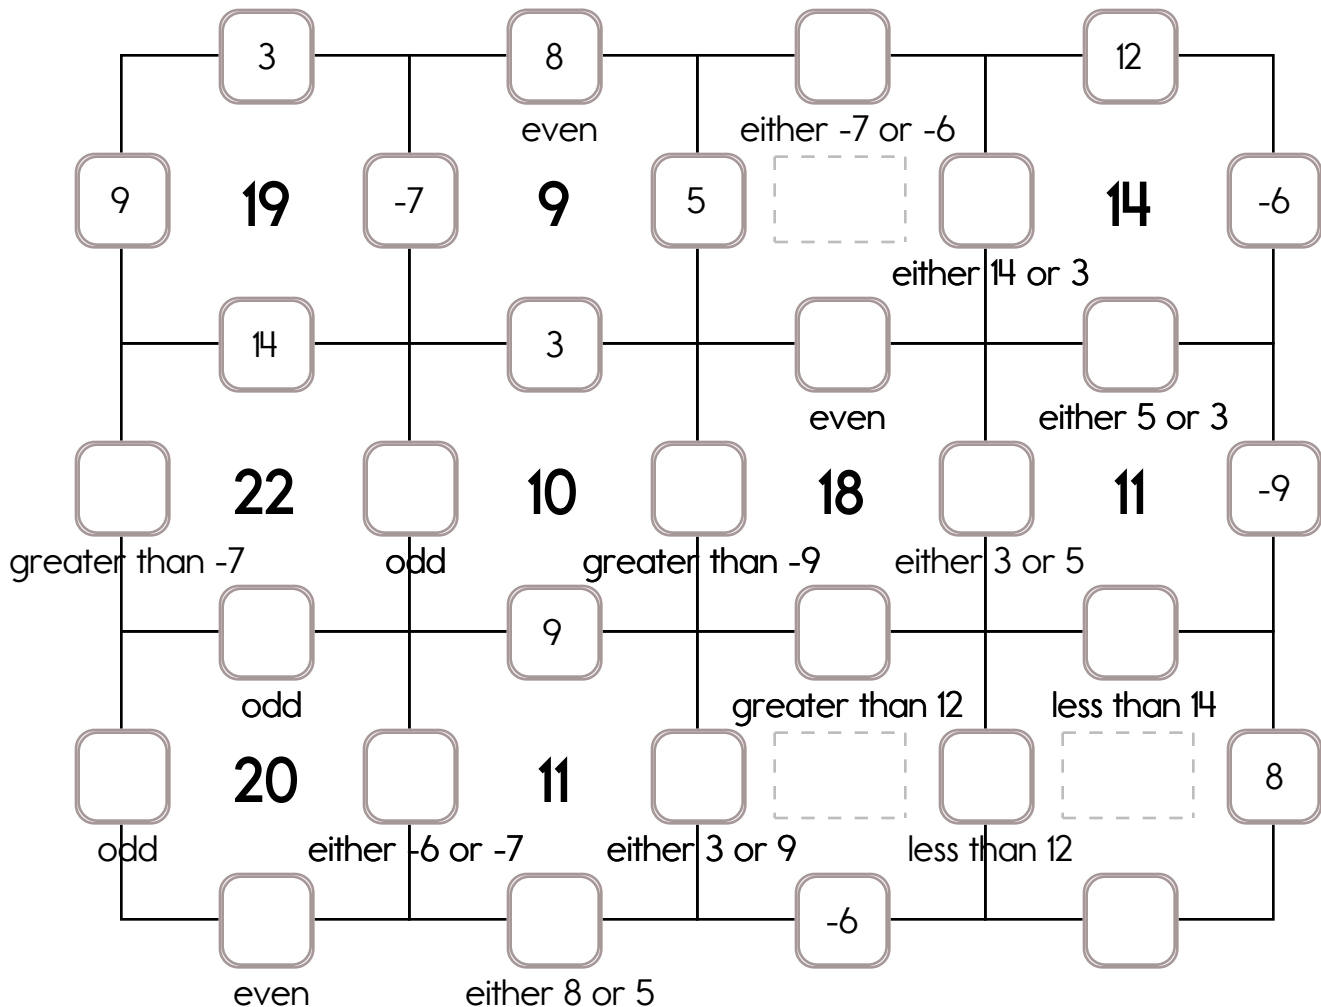 3 8 12
even either -7 or -6
9 19 -7 9 5 14 -6
either 14 or 3
14 3
even either 5 or 3
22 10 18 11 -9
greater than -7 odd greater than -9 either 3 or 5
9
odd greater than 12 less than 14
20 11 8
odd either -6 or -7 either 3 or 9 less than 12
-6
even either 8 or 5